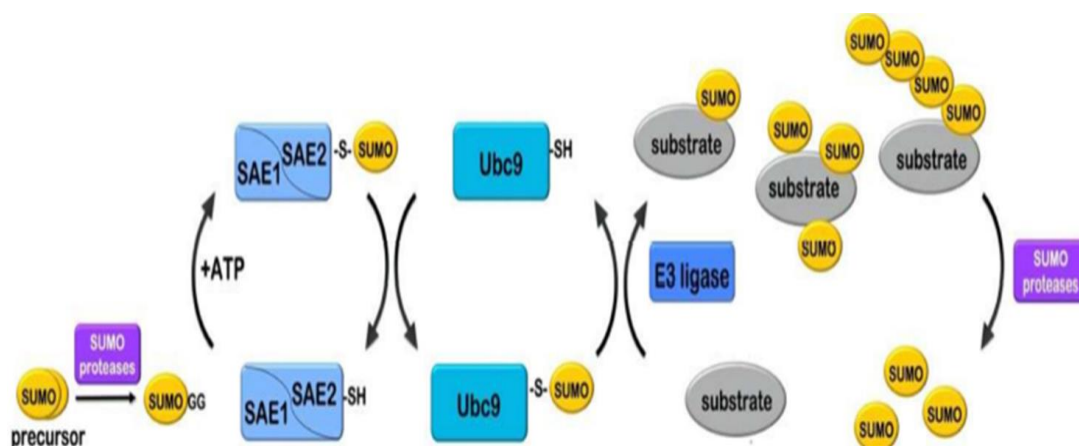 SUMO
SUMO
SUMO
SUMO
SUMO
substrate
SUMO
SUMO
substrate
SUMO
substrate
SAE1
SAE2
-S-
SUMO
Ubc9
-SH
+ATP
E3 ligase
SUMO
proteases
SUMO
proteases
SUMO
precursor
SUMO
GG
SAE1
SAE2
-SH
Ubc9
-S-
SUMO
substrate
SUMO
SUMO
SUMO